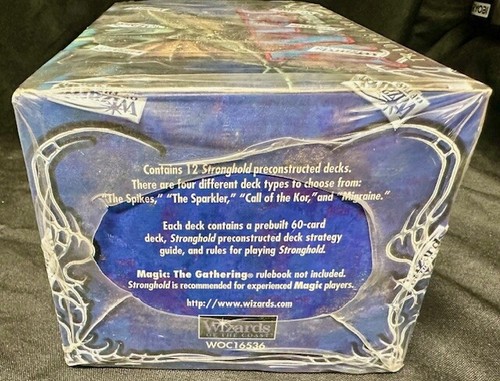 Contains 12 Stronghold preconstructed decks.
There are four different deck types to choose from:
"The Spikes," "The Sparkler," "Call of the Kor," and "Migraine."
Each deck contains a prebuilt 60-card
deck, Stronghold preconstructed deck strategy
guide, and rules for playing Stronghold.
Magic: The Gathering® rulebook not included.
Stronghold is recommended for experienced Magic players.
http://www.wizards.com
Wizards
OF THE COAST
WOC16536